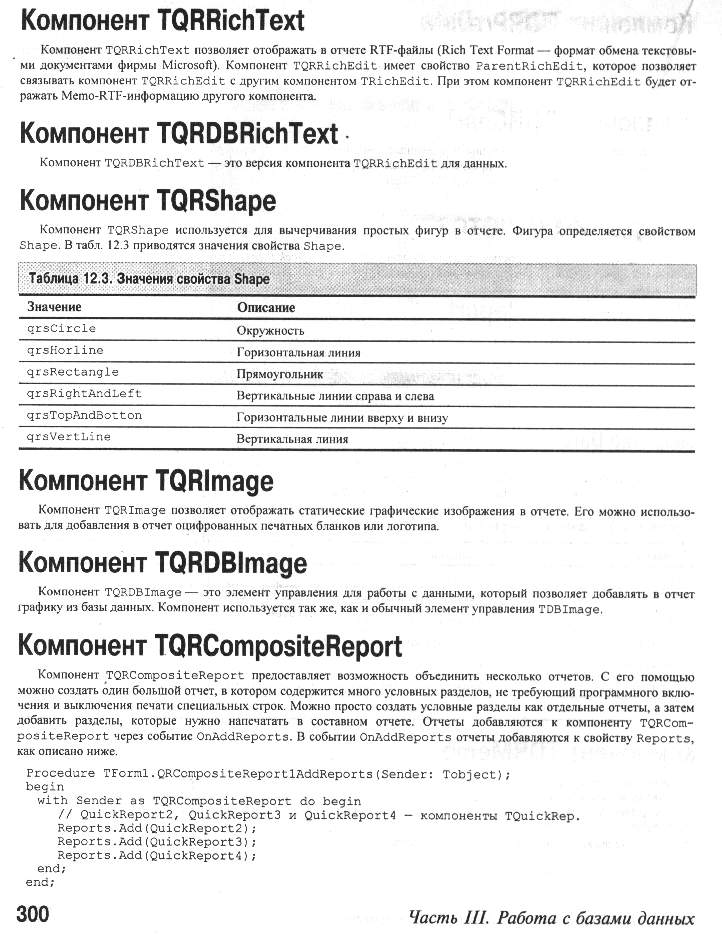 Компонент TQRRichText
Компонент TQRRichText позволяет отображать в отчете RTF-файлы (Rich Text Format — формат обмена текстовы-
ми документами фирмы Microsoft). Компонент TQRRichEdit имеет свойство ParentRichEdit, которое позволяет
связывать компонент TQRRichEdit с другим компонентом TRichEdit. При этом компонент TQRRichEdit будет от-
ражать Memo-RTF-информацию другого компонента.
Компонент TQRDBRichText
Компонент TQRDBRichText — это версия компонента TQRRichEdit для данных.
Компонент TQRShape
Компонент TQRShape используется для вычерчивания простых фигур в отчете. Фигура определяется свойством
Shape. В табл. 12.3 приводятся значения свойства Shape.
Таблица 12.3. Значения свойства Shape
Значение Описание
qrsCircle Окружность
qrsHorline Горизонтальная линия
qrsRectangle Прямоугольник
qrsRightAndLeft Вертикальные линии справа и слева
qrsTopAndBotton Горизонтальные линии вверху и внизу
qrsVertLine Вертикальная линия
Компонент TQRImage
Компонент TQRImage позволяет отображать статические графические изображения в отчете. Его можно использо-
вать для добавления в отчет оцифрованных печатных бланков или логотипа.
Компонент TQRDBImage
Компонент TQRDBImage — это элемент управления для работы с данными, который позволяет добавлять в отчет
графику из базы данных. Компонент используется так же, как и обычный элемент управления TDBImage.
Компонент TQRCompositeReport
Компонент TQRCompositeReport предоставляет возможность объединить несколько отчетов. С его помощью
можно создать один большой отчет, в котором содержится много условных разделов, не требующий программного вклю-
чения и выключения печати специальных строк. Можно просто создать условные разделы как отдельные отчеты, а затем
добавить разделы, которые нужно напечатать в составном отчете. Отчеты добавляются к компоненту TQRCom-
positeReport через событие OnAddReports. В событии OnAddReports отчеты добавляются к свойству Reports,
как описано ниже.
Procedure TForm1.QRCompositeReport1AddReports(Sender: Tobject);
begin
with Sender as TQRCompositeReport do begin
// QuickReport2, QuickReport3 и QuickReport4 — компоненты TQuickRep.
Reports.Add(QuickReport2);
Reports.Add(QuickReport3);
Reports.Add(QuickReport4);
end;
end;
300 Часть III. Работа с базами данных